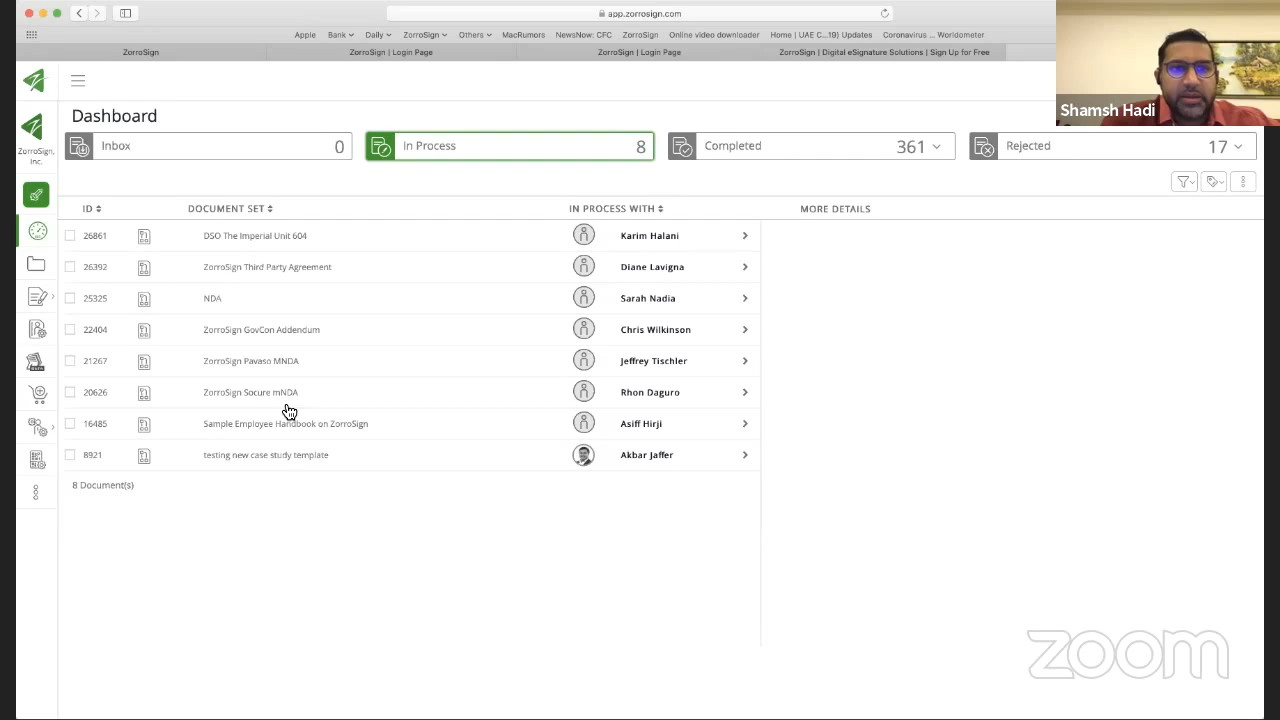 app.zorrosign.com
Apple Bank Daily ZorroSign Others MacRumors NewsNow: CFC ZorroSign Online video downloader Home | UAE C...19) Updates Coronavirus ... Worldometer
ZorroSign ZorroSign | Login Page ZorroSign | Login Page ZorroSign | Digital eSignature Solutions | Sign Up for Free
Shamsh Hadi
Dashboard
ZorroSign, Inc.
Inbox 0 In Process 8 Completed 361 Rejected 17
ID DOCUMENT SET IN PROCESS WITH MORE DETAILS
26861 DSO The Imperial Unit 604 Karim Halani
26392 ZorroSign Third Party Agreement Diane Lavigna
25325 NDA Sarah Nadia
22404 ZorroSign GovCon Addendum Chris Wilkinson
21267 ZorroSign Pavaso MNDA Jeffrey Tischler
20626 ZorroSign Socure mNDA Rhon Daguro
16485 Sample Employee Handbook on ZorroSign Asiff Hirji
8921 testing new case study template Akbar Jaffer
8 Document(s)
zoom